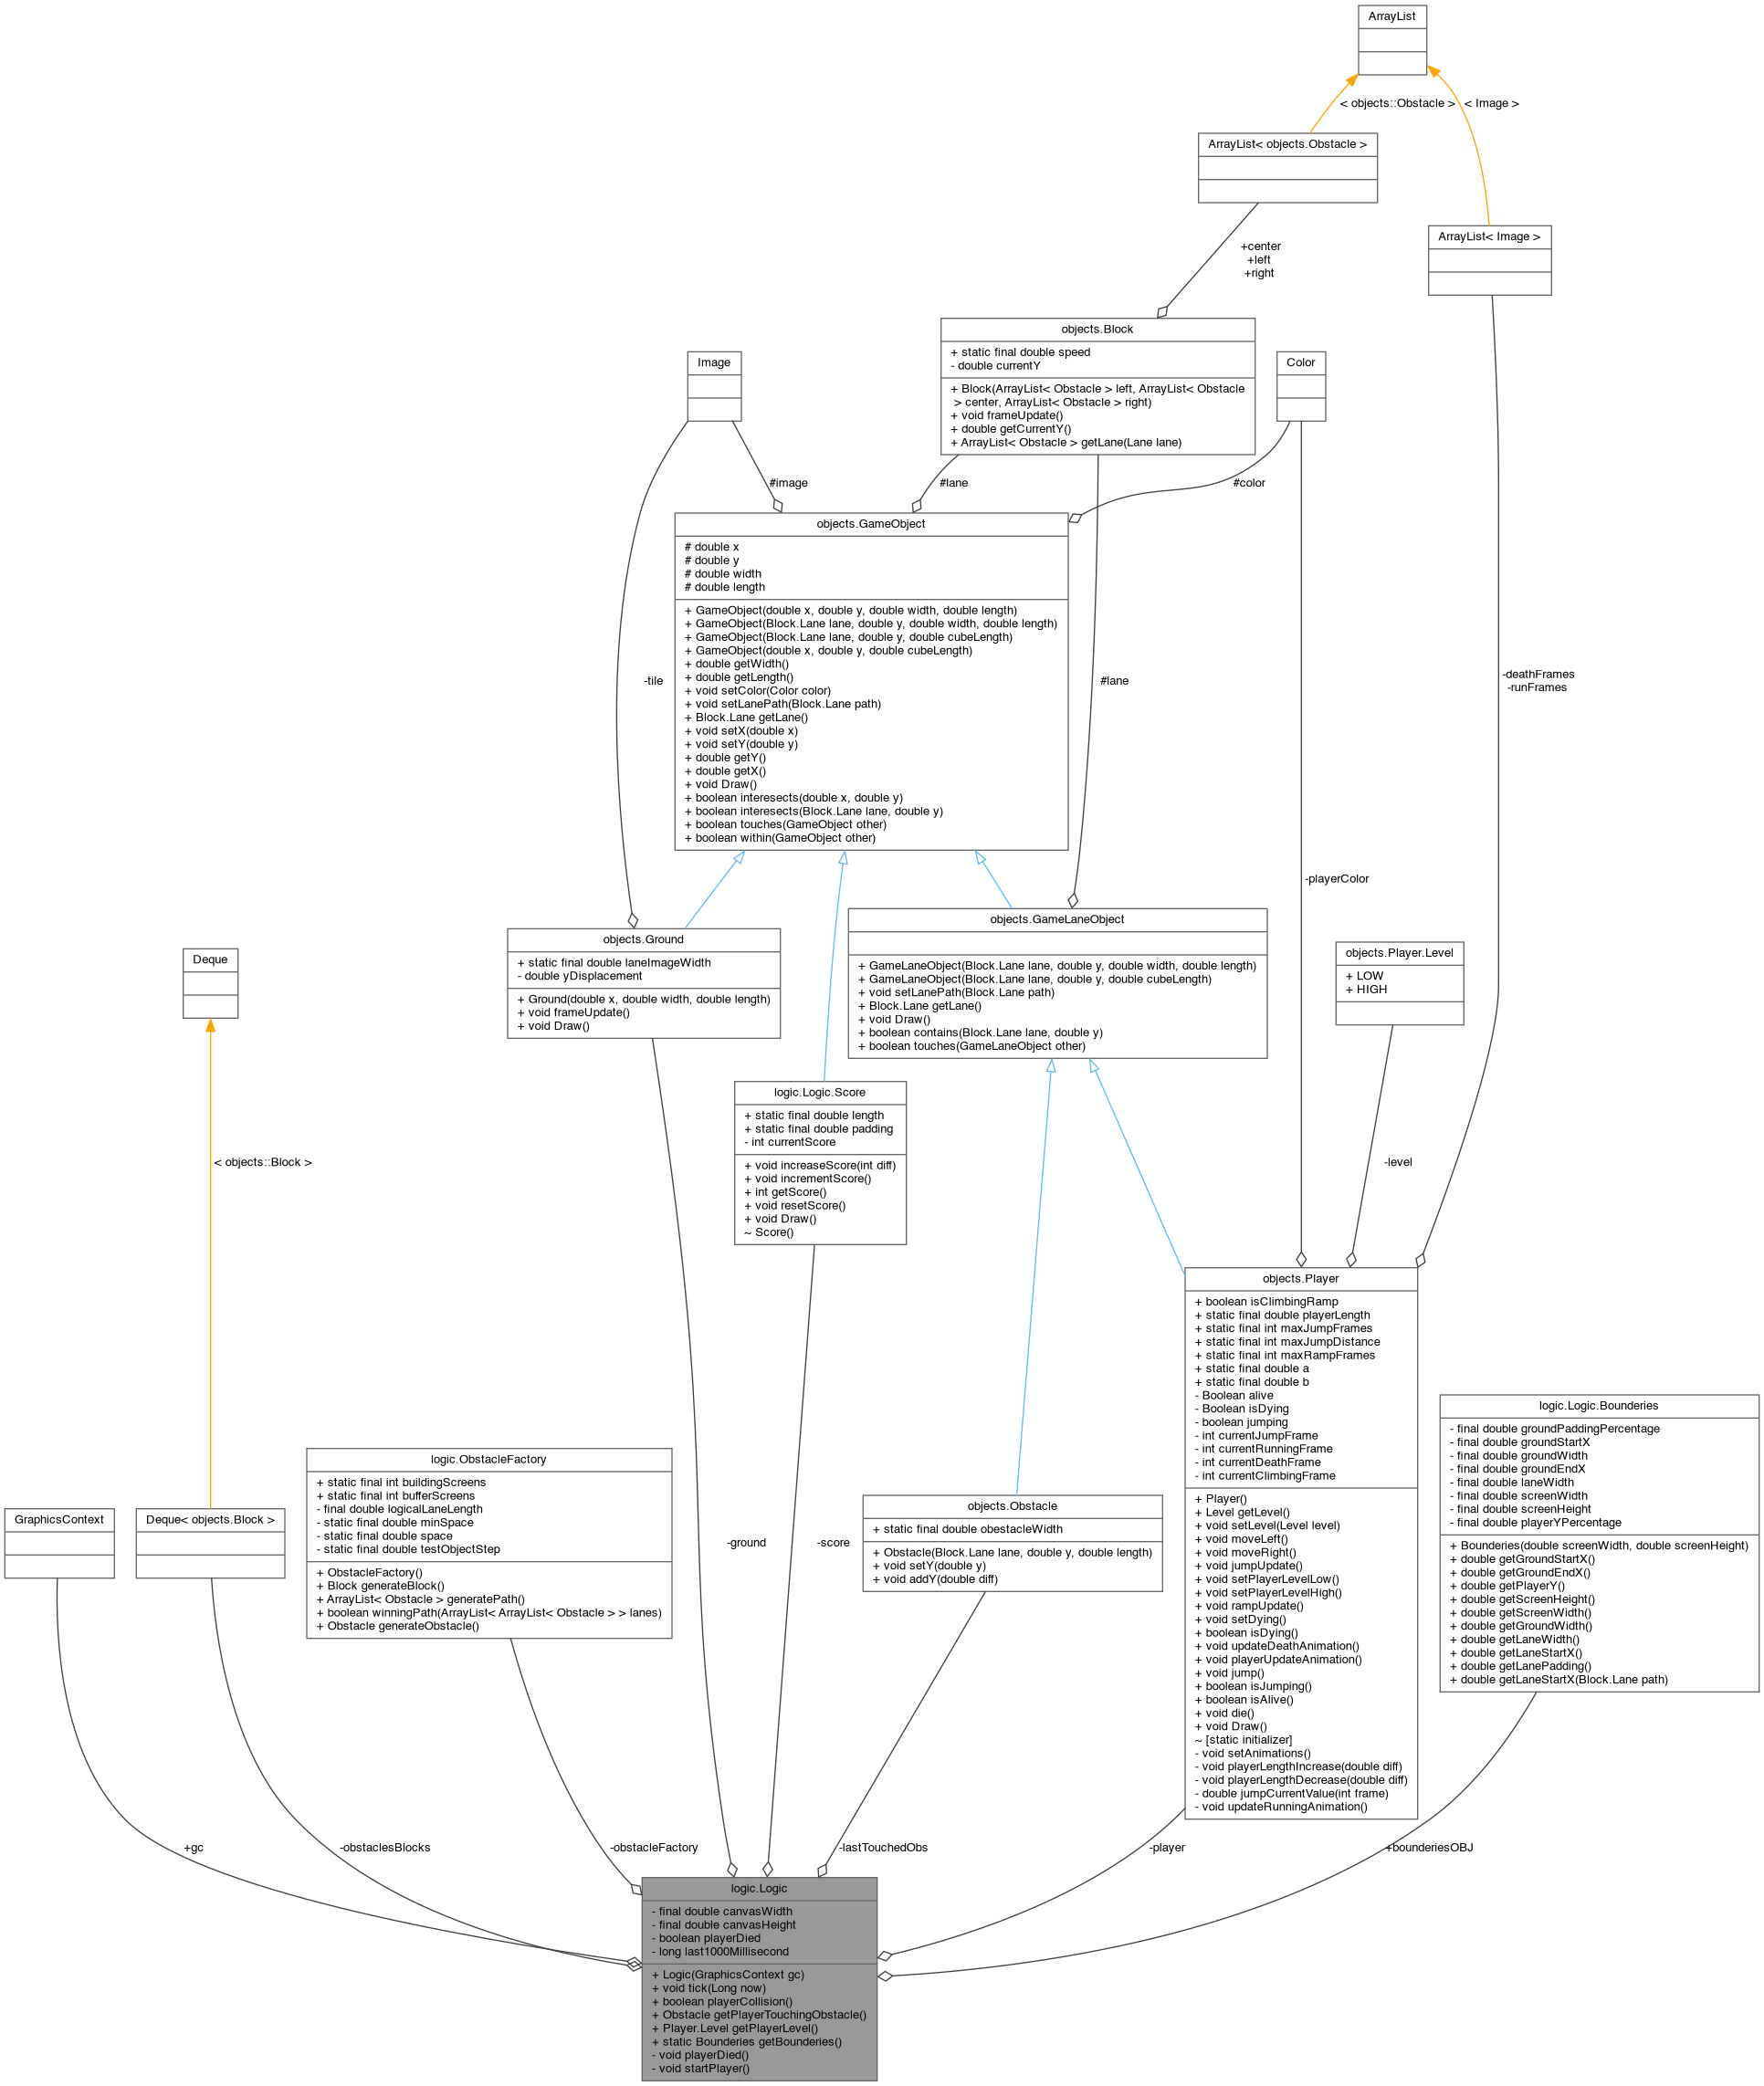 ArrayList
< objects::Obstacle >
< Image >
ArrayList< objects.Obstacle >
ArrayList< Image >
+center
+left
+right
objects.Block
+ static final double speed
- double currentY
+ Block(ArrayList< Obstacle > left, ArrayList< Obstacle
> center, ArrayList< Obstacle > right)
+ void frameUpdate()
+ double getCurrentY()
+ ArrayList< Obstacle > getLane(Lane lane)
Image
Color
#image
#lane
#color
objects.GameObject
# double x
# double y
# double width
# double length
+ GameObject(double x, double y, double width, double length)
+ GameObject(Block.Lane lane, double y, double width, double length)
+ GameObject(Block.Lane lane, double y, double cubeLength)
+ GameObject(double x, double y, double cubeLength)
+ double getWidth()
+ double getLength()
+ void setColor(Color color)
+ void setLanePath(Block.Lane path)
+ Block.Lane getLane()
+ void setX(double x)
+ void setY(double y)
+ double getY()
+ double getX()
+ void Draw()
+ boolean interesects(double x, double y)
+ boolean interesects(Block.Lane lane, double y)
+ boolean touches(GameObject other)
+ boolean within(GameObject other)
-tile
#lane
-deathFrames
-runFrames
-playerColor
objects.Ground
+ static final double laneImageWidth
- double yDisplacement
+ Ground(double x, double width, double length)
+ void frameUpdate()
+ void Draw()
objects.GameLaneObject
+ GameLaneObject(Block.Lane lane, double y, double width, double length)
+ GameLaneObject(Block.Lane lane, double y, double cubeLength)
+ void setLanePath(Block.Lane path)
+ Block.Lane getLane()
+ void Draw()
+ boolean contains(Block.Lane lane, double y)
+ boolean touches(GameLaneObject other)
objects.Player.Level
+ LOW
+ HIGH
Deque
< objects::Block >
logic.Logic.Score
+ static final double length
+ static final double padding
- int currentScore
+ void increaseScore(int diff)
+ void incrementScore()
+ int getScore()
+ void resetScore()
+ void Draw()
~ Score()
-level
objects.Player
+ boolean isClimbingRamp
+ static final double playerLength
+ static final int maxJumpFrames
+ static final int maxJumpDistance
+ static final int maxRampFrames
+ static final double a
+ static final double b
- Boolean alive
- Boolean isDying
- boolean jumping
- int currentJumpFrame
- int currentRunningFrame
- int currentDeathFrame
- int currentClimbingFrame
+ Player()
+ Level getLevel()
+ void setLevel(Level level)
+ void moveLeft()
+ void moveRight()
+ void jumpUpdate()
+ void setPlayerLevelLow()
+ void setPlayerLevelHigh()
+ void rampUpdate()
+ void setDying()
+ boolean isDying()
+ void updateDeathAnimation()
+ void playerUpdateAnimation()
+ void jump()
+ boolean isJumping()
+ boolean isAlive()
+ void die()
+ void Draw()
~ [static initializer]
- void setAnimations()
- void playerLengthIncrease(double diff)
- void playerLengthDecrease(double diff)
- double jumpCurrentValue(int frame)
- void updateRunningAnimation()
logic.Logic.Bounderies
- final double groundPaddingPercentage
- final double groundStartX
- final double groundWidth
- final double groundEndX
- final double laneWidth
- final double screenWidth
- final double screenHeight
- final double playerYPercentage
+ Bounderies(double screenWidth, double screenHeight)
+ double getGroundStartX()
+ double getGroundEndX()
+ double getPlayerY()
+ double getScreenHeight()
+ double getScreenWidth()
+ double getGroundWidth()
+ double getLaneWidth()
+ double getLaneStartX()
+ double getLanePadding()
+ double getLaneStartX(Block.Lane path)
GraphicsContext
Deque< objects.Block >
logic.ObstacleFactory
+ static final int buildingScreens
+ static final int bufferScreens
- final double logicalLaneLength
- static final double minSpace
- static final double space
- static final double testObjectStep
+ ObstacleFactory()
+ Block generateBlock()
+ ArrayList< Obstacle > generatePath()
+ boolean winningPath(ArrayList< ArrayList< Obstacle > > lanes)
+ Obstacle generateObstacle()
objects.Obstacle
+ static final double obestacleWidth
+ Obstacle(Block.Lane lane, double y, double length)
+ void setY(double y)
+ void addY(double diff)
-ground
-score
+gc
-obstaclesBlocks
-obstacleFactory
-lastTouchedObs
-player
+bounderiesOBJ
logic.Logic
- final double canvasWidth
- final double canvasHeight
- boolean playerDied
- long last1000Millisecond
+ Logic(GraphicsContext gc)
+ void tick(Long now)
+ boolean playerCollision()
+ Obstacle getPlayerTouchingObstacle()
+ Player.Level getPlayerLevel()
+ static Bounderies getBounderies()
- void playerDied()
- void startPlayer()